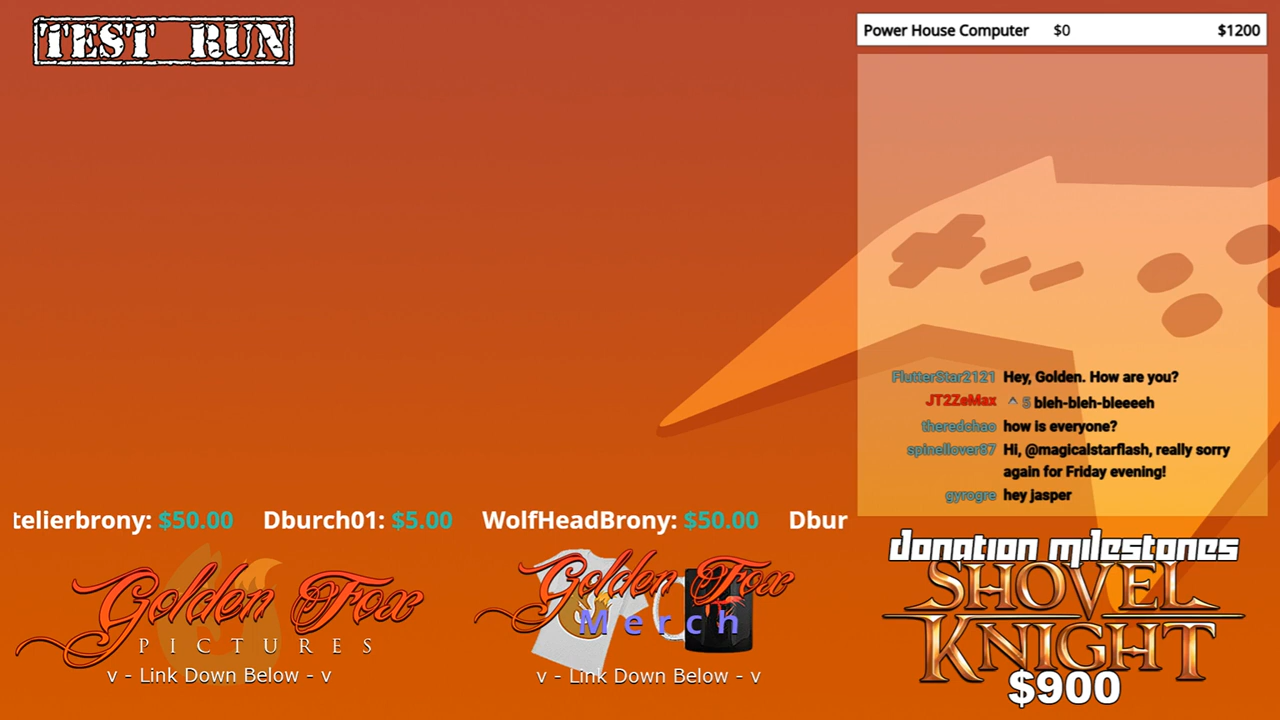 TEST RUN
Power House Computer $0 $1200
FlutterStar2121 Hey, Golden. How are you?
JT2ZeMax ^ 5 bleh-bleh-bleeeeh
theredchao how is everyone?
spinellover87 Hi, @magicalstarflash, really sorry
again for Friday evening!
gyrogre hey jasper
telierbrony: $50.00 Dburch01: $5.00 WolfHeadBrony: $50.00 Dbur
Golden Fox
PICTURES
v - Link Down Below - v
Golden Fox
Merch
v - Link Down Below - v
donation milestones
SHOVEL
KNIGHT
$900